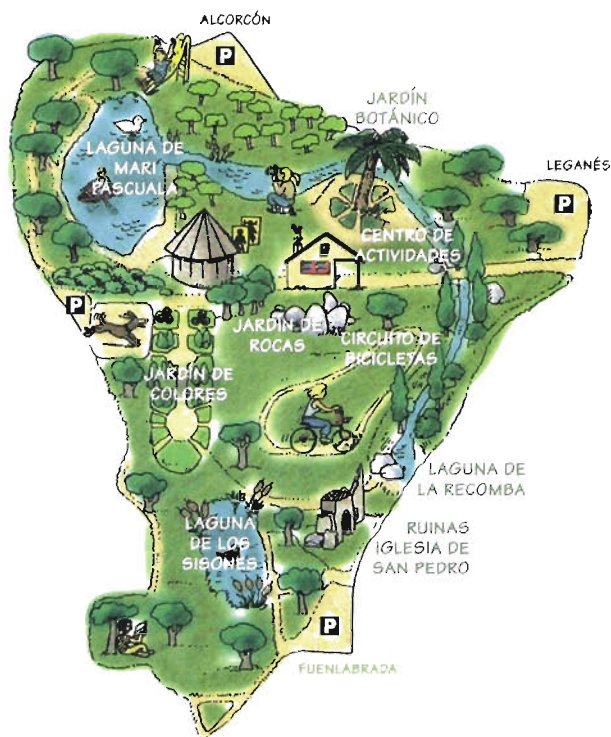 ALCORCÓN
P
JARDÍN
BOTÁNICO
LAGUNA DE
MARI
PASCUALA
LEGANÉS
P
CENTRO DE
ACTIVIDADES
P
JARDÍN DE
ROCAS
CIRCUITO DE
BICICLETAS
JARDÍN DE
COLORES
LAGUNA DE
LA RECOMBA
LAGUNA
DE LOS
SISONES
RUINAS
IGLESIA DE
SAN PEDRO
P
FUENLABRADA